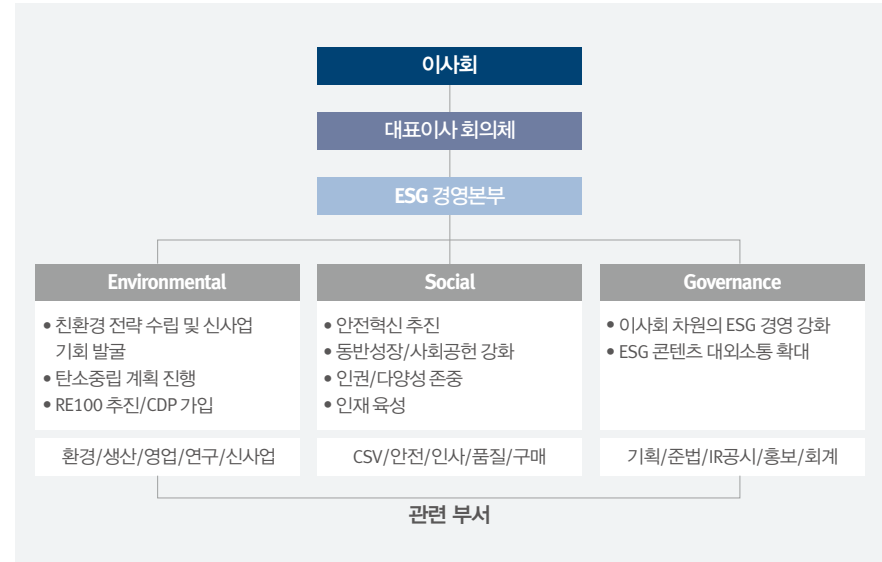 이사회
대표이사 회의체
ESG 경영본부
Environmental
• 친환경 전략 수립 및 신사업
기회 발굴
• 탄소중립 계획 진행
• RE100 추진/CDP 가입
환경/생산/영업/연구/신사업
Social
• 안전혁신 추진
• 동반성장/사회공헌 강화
• 인권/다양성 존중
• 인재 육성
CSV/안전/인사/품질/구매
Governance
• 이사회 차원의 ESG 경영 강화
• ESG 콘텐츠 대외소통 확대
기획/준법/IR공시/홍보/회계
관련 부서